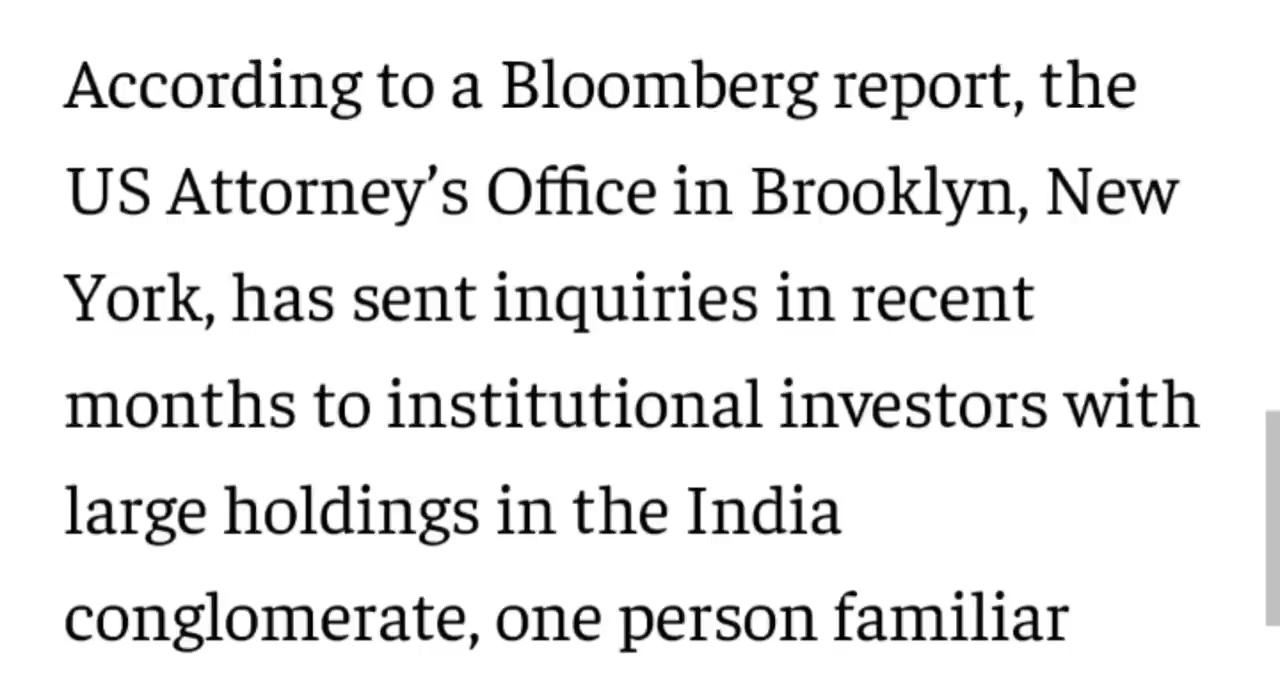 According to a Bloomberg report, the
US Attorney’s Office in Brooklyn, New
York, has sent inquiries in recent
months to institutional investors with
large holdings in the India
conglomerate, one person familiar